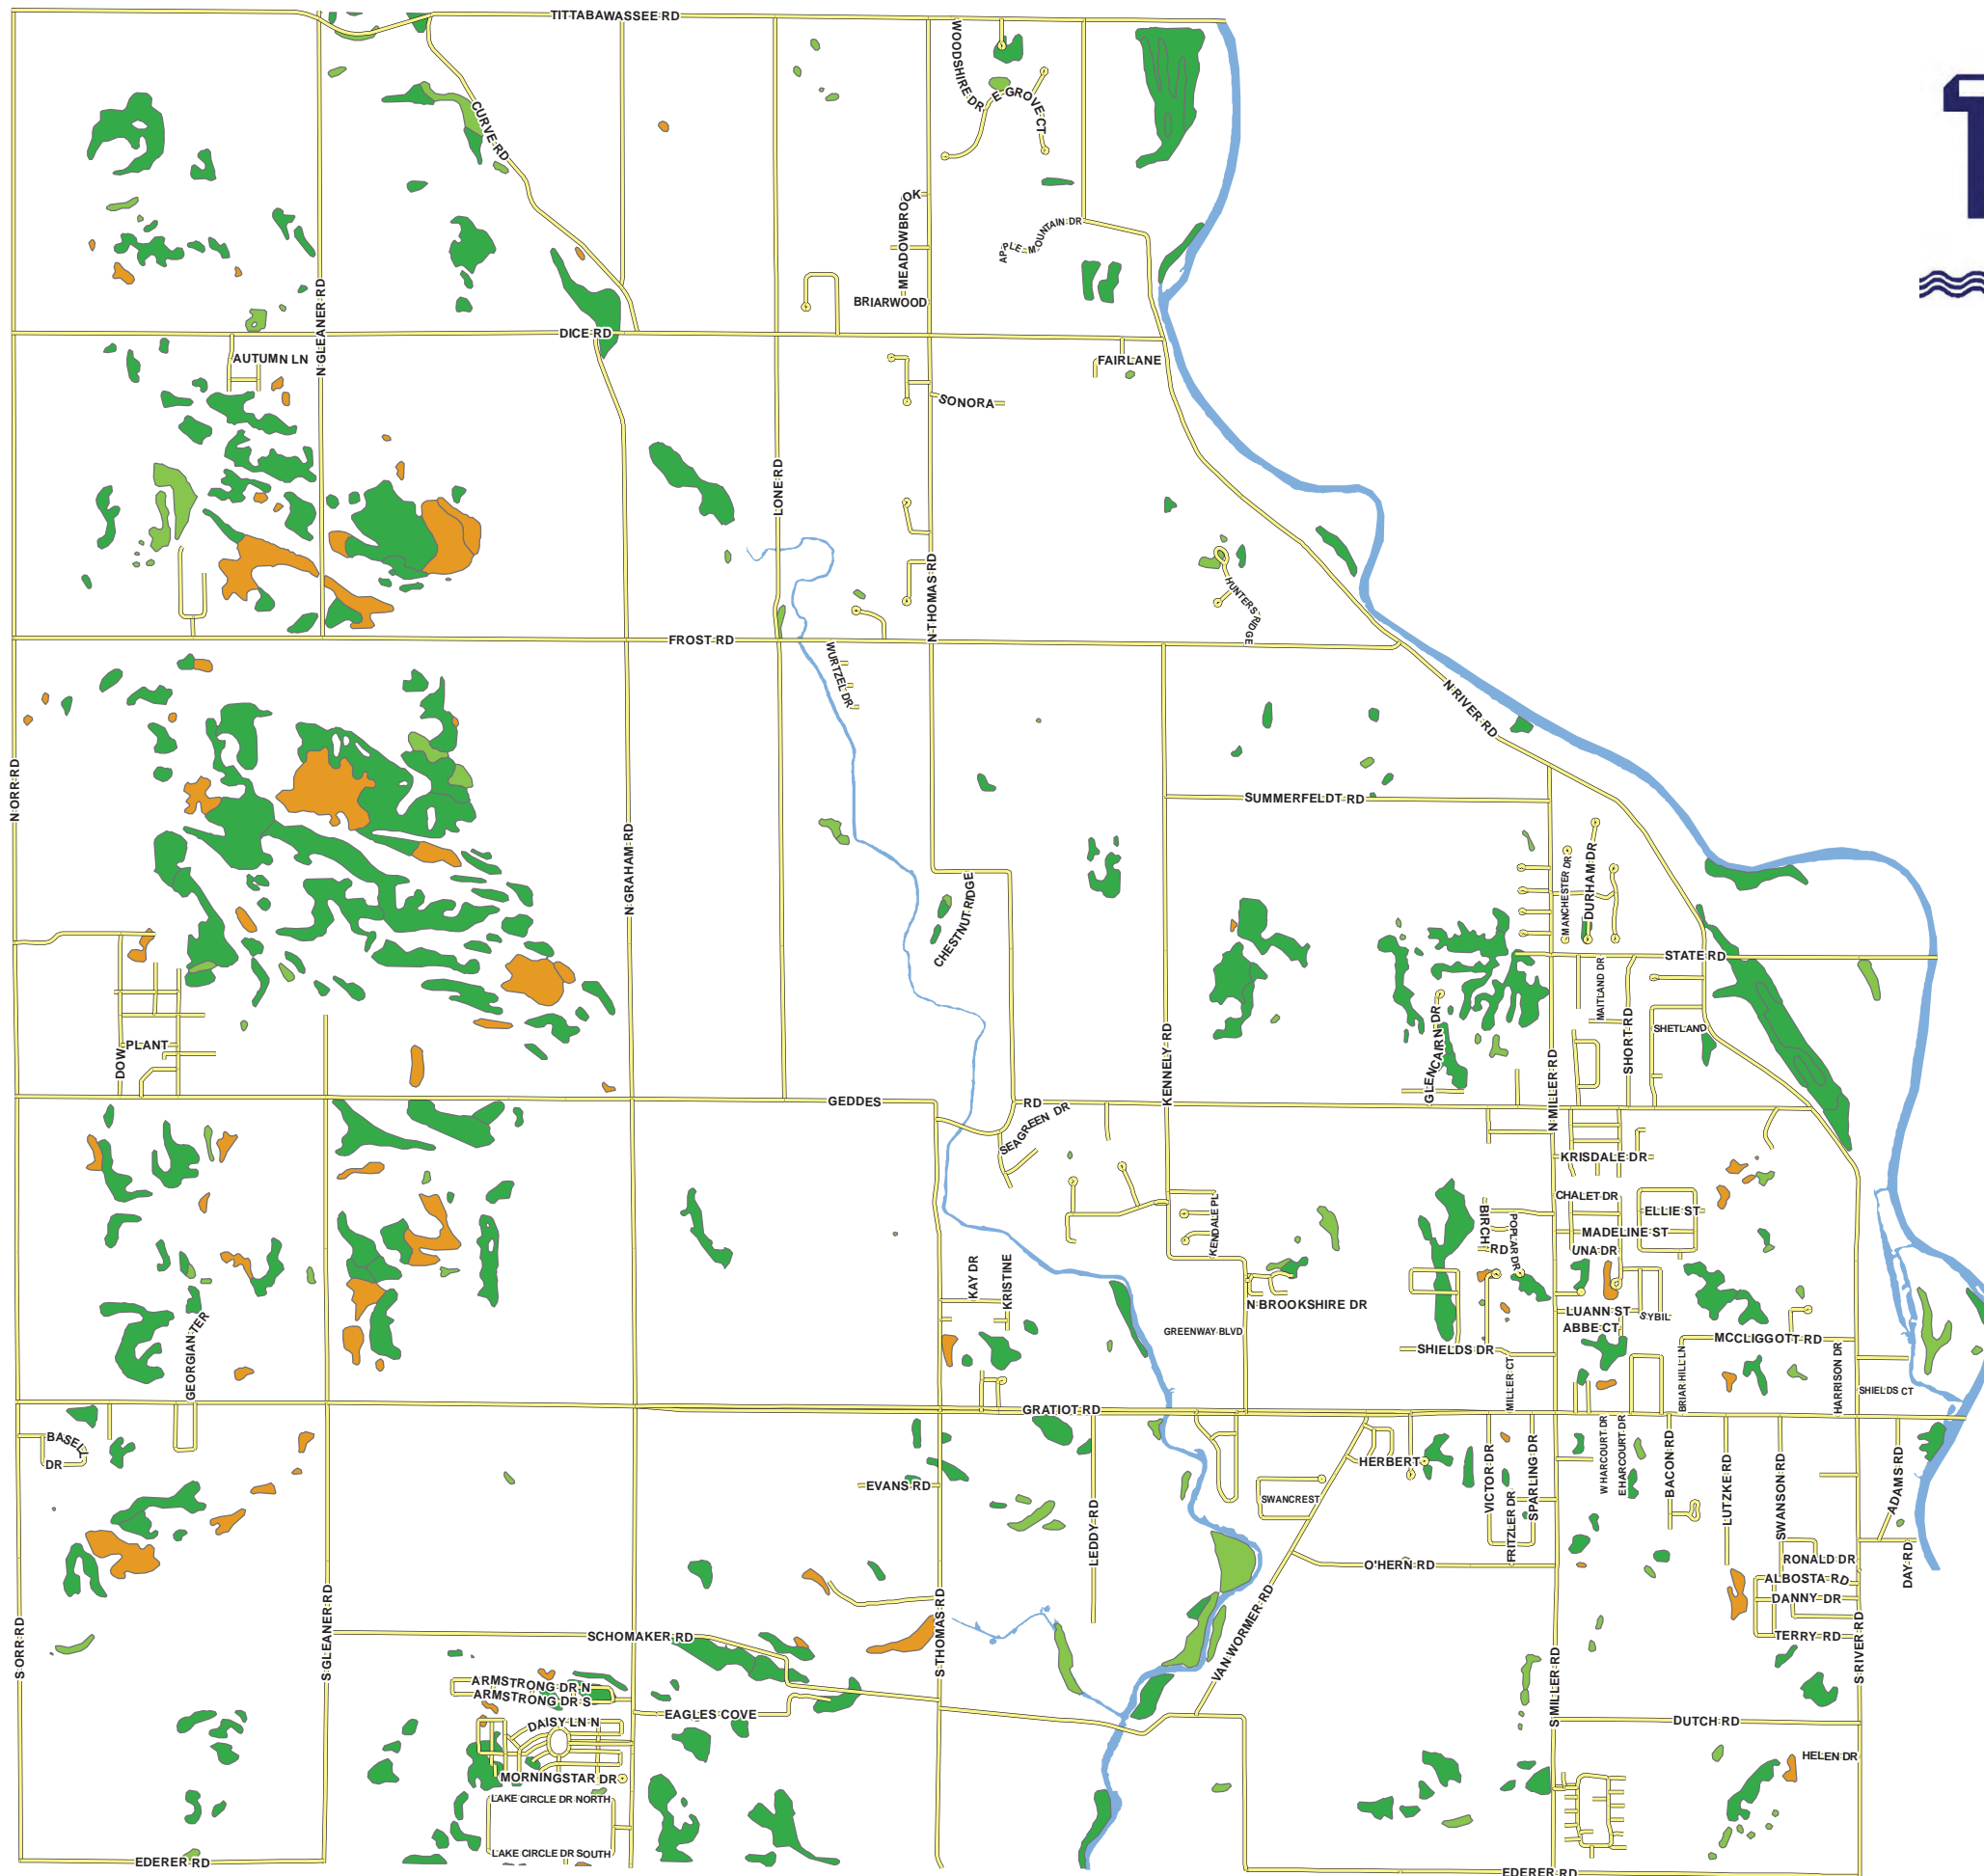 TITTABAWASSEE RD
WOODSHIRE DR
E GROVE CT
CURVE RD
T
MEADOWBROOK
APPLE MOUNTAIN DR
BRIARWOOD
N GLEANER RD
DICE RD
AUTUMN LN
FAIRLANE
SONORA
LONE RD
N THOMAS RD
HUNTERS RIDGE
FROST RD
WURTZEL DR
N RIVER RD
N ORR RD
SUMMERFELDT RD
N GRAHAM RD
MANCHESTER DR
DURHAM DR
CHESTNUT RIDGE
STATE RD
MAITLAND DR
SHORT RD
SHETLAND
GLENCAIRN DR
KENNELY RD
N MILLER RD
DOW
PLANT
GEDDES
RD
SEAGREEN DR
KRISDALE DR
CHALET DR
ELLIE ST
MADELINE ST
UNA DR
BIRCH
RD
POPLAR DR
KENDALE PL
KAY DR
KRISTINE
N BROOKSHIRE DR
GREENWAY BLVD
LUANN ST
SYBIL
ABBE CT
MCCLIGGOTT RD
SHIELDS DR
MILLER CT
BRIAR HILL LN
HARRISON DR
SHIELDS CT
GEORGIAN TER
GRATIOT RD
BASELY
DR
HERBERT
EVANS RD
SWANCREST
LEDDY RD
VICTOR DR
FRITZLER DR
SPARLING DR
W HARCOURT DR
E HARCOURT DR
BACON RD
LUTZKE RD
SWANSON RD
ADAMS RD
DAY RD
O'HERN RD
RONALD DR
ALBOSTA RD
DANNY DR
TERRY RD
VAN WORMER RD
S ORR RD
S GLEANER RD
SCHOMAKER RD
S THOMAS RD
S MILLER RD
S RIVER RD
ARMSTRONG DR N
ARMSTRONG DR S
EAGLES COVE
DAISY LN N
DUTCH RD
HELEN DR
MORNINGSTAR DR
LAKE CIRCLE DR NORTH
LAKE CIRCLE DR SOUTH
EDERER RD
EDERER RD